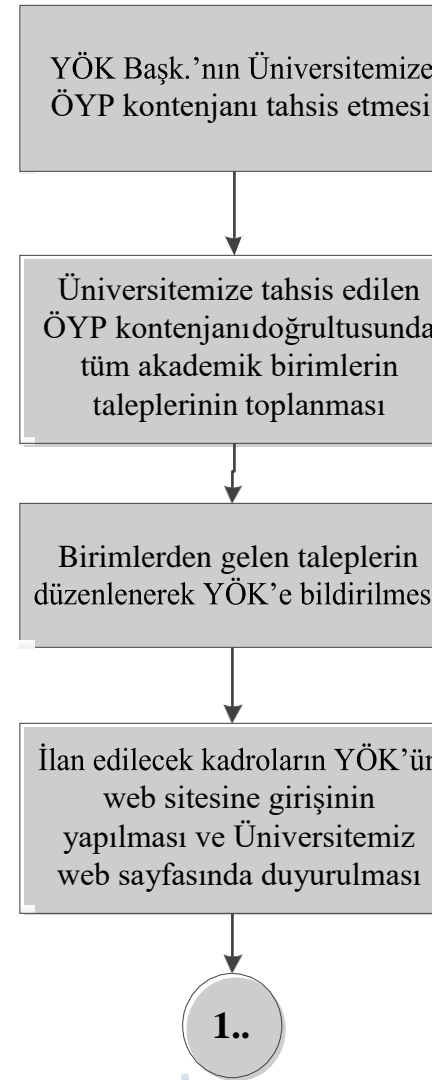 YÖK Başk.’nın Üniversitemize
ÖYP kontenjanı tahsis etmesi
Üniversitemize tahsis edilen
ÖYP kontenjanıdoğrultusunda
tüm akademik birimlerin
taleplerinin toplanması
Birimlerden gelen taleplerin
düzenlenerek YÖK’e bildirilmes
İlan edilecek kadroların YÖK’ün
web sitesine girişinin
yapılması ve Üniversitemiz
web sayfasında duyurulması
1..